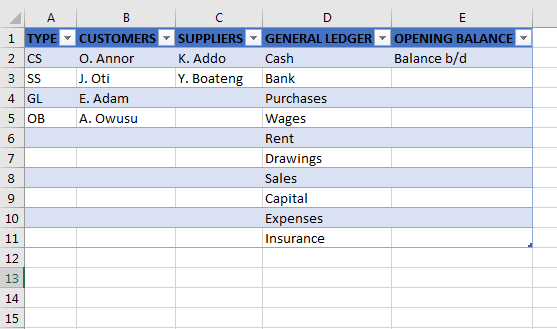 A B C D E
1 TYPE CUSTOMERS SUPPLIERS GENERAL LEDGER OPENING BALANCE
2 CS O. Annor K. Addo Cash Balance b/d
3 SS J. Oti Y. Boateng Bank
4 GL E. Adam Purchases
5 OB A. Owusu Wages
6 Rent
7 Drawings
8 Sales
9 Capital
10 Expenses
11 Insurance
12
13
14
15